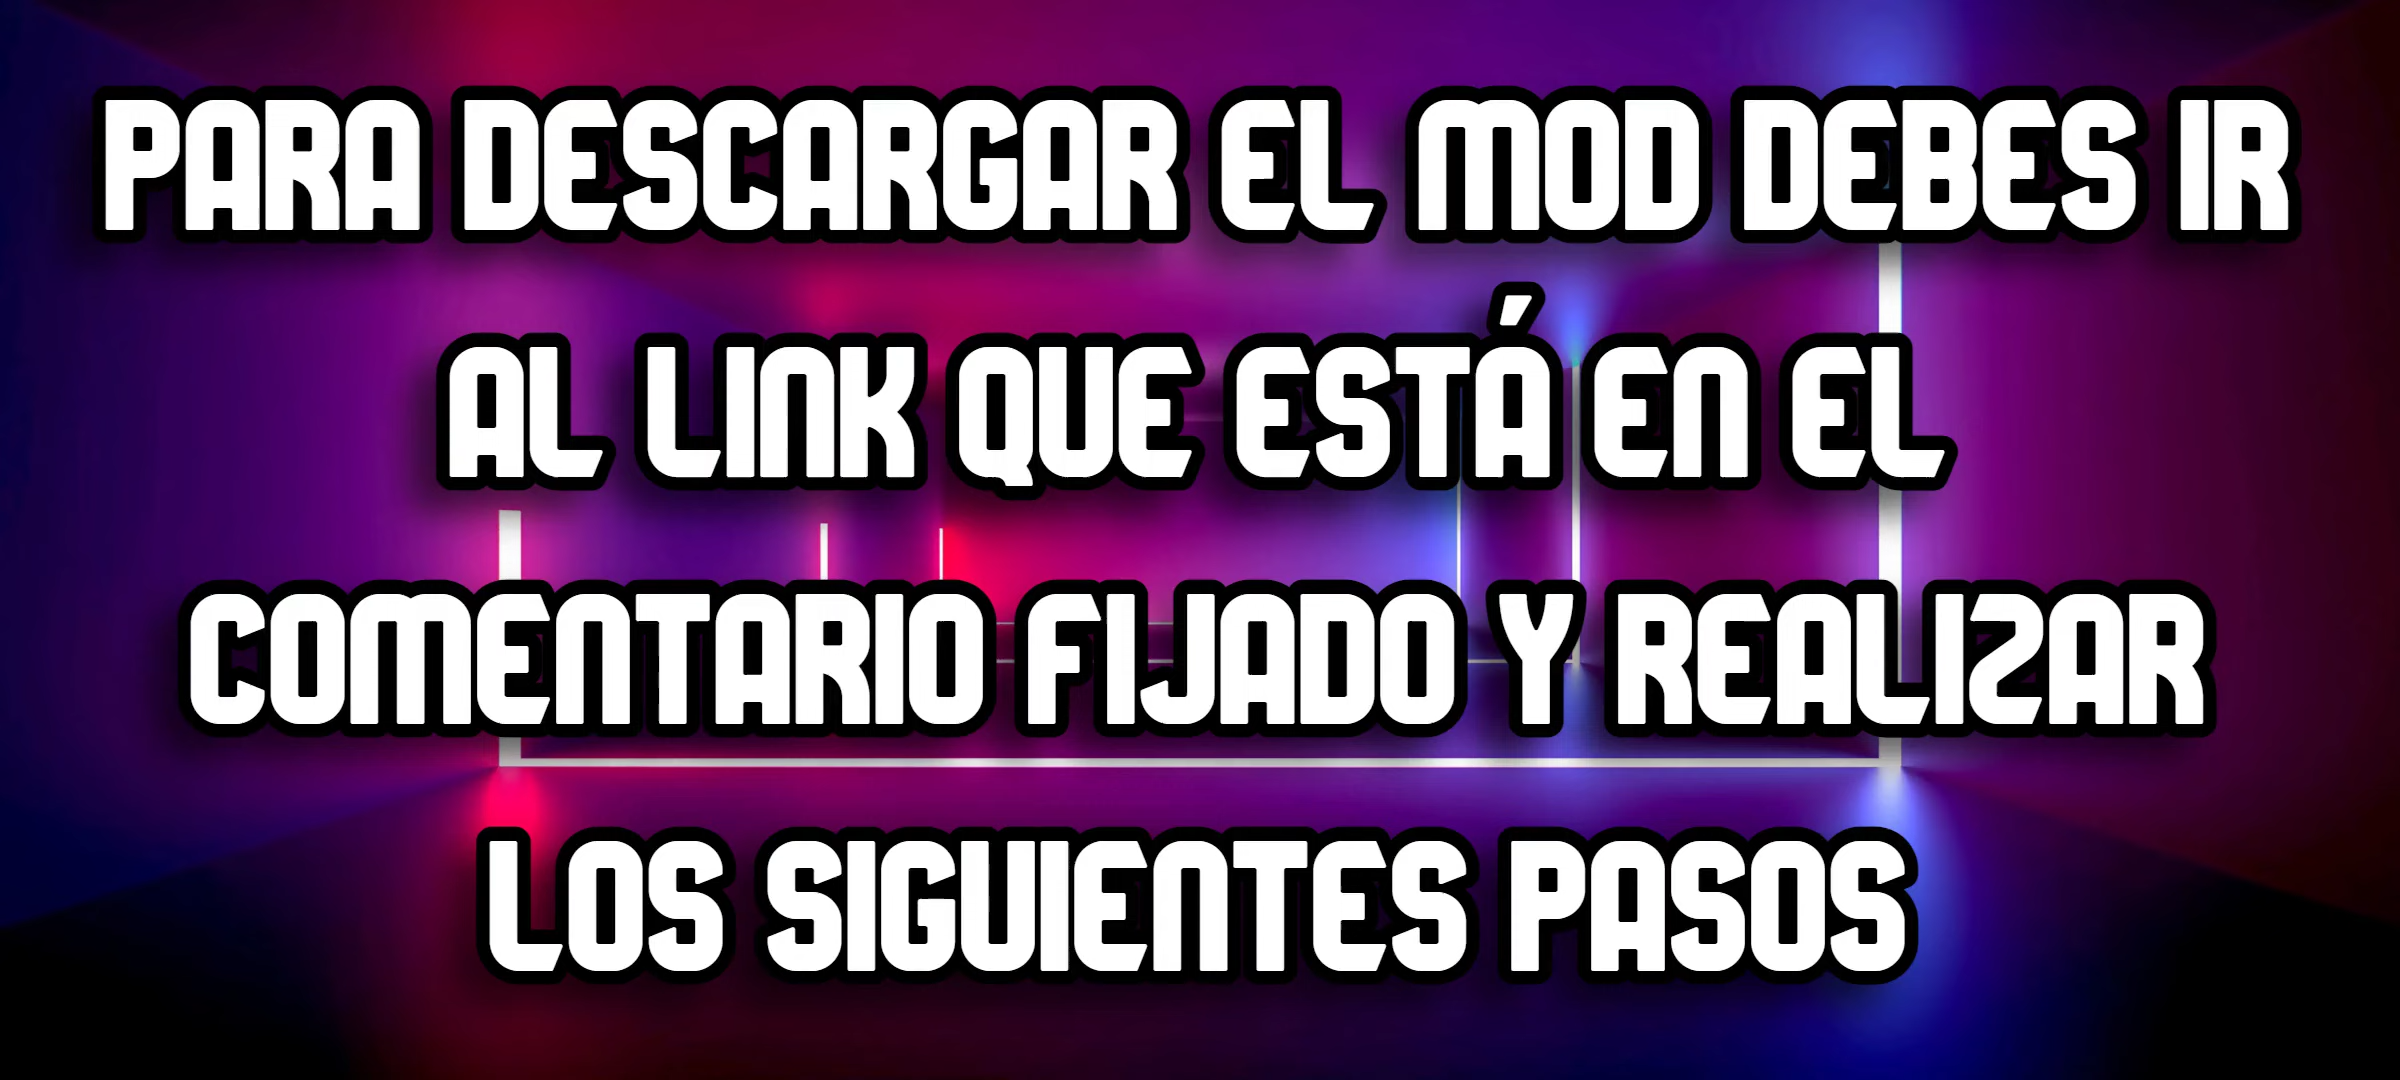 PARA DESCARGAR EL MOD DEBES IR
AL LINK QUE ESTÁ EN EL
COMENTARIO FIJADO Y REALIZAR
LOS SIGUIENTES PASOS